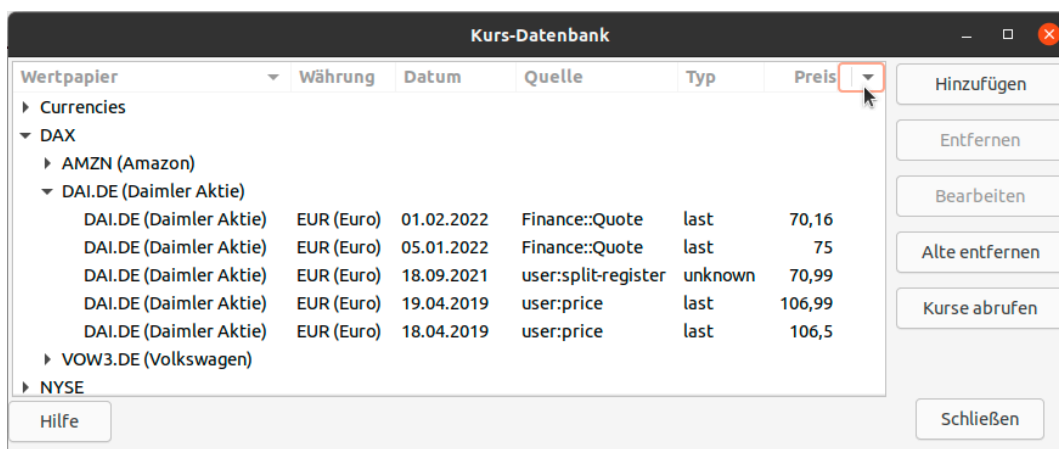 Kurs-Datenbank
Wertpapier Währung Datum Quelle Typ Preis
Currencies
DAX
AMZN (Amazon)
DAI.DE (Daimler Aktie)
DAI.DE (Daimler Aktie) EUR (Euro) 01.02.2022 Finance::Quote last 70,16
DAI.DE (Daimler Aktie) EUR (Euro) 05.01.2022 Finance::Quote last 75
DAI.DE (Daimler Aktie) EUR (Euro) 18.09.2021 user:split-register unknown 70,99
DAI.DE (Daimler Aktie) EUR (Euro) 19.04.2019 user:price last 106,99
DAI.DE (Daimler Aktie) EUR (Euro) 18.04.2019 user:price last 106,5
VOW3.DE (Volkswagen)
NYSE
Hinzufügen
Entfernen
Bearbeiten
Alte entfernen
Kurse abrufen
Hilfe
Schließen